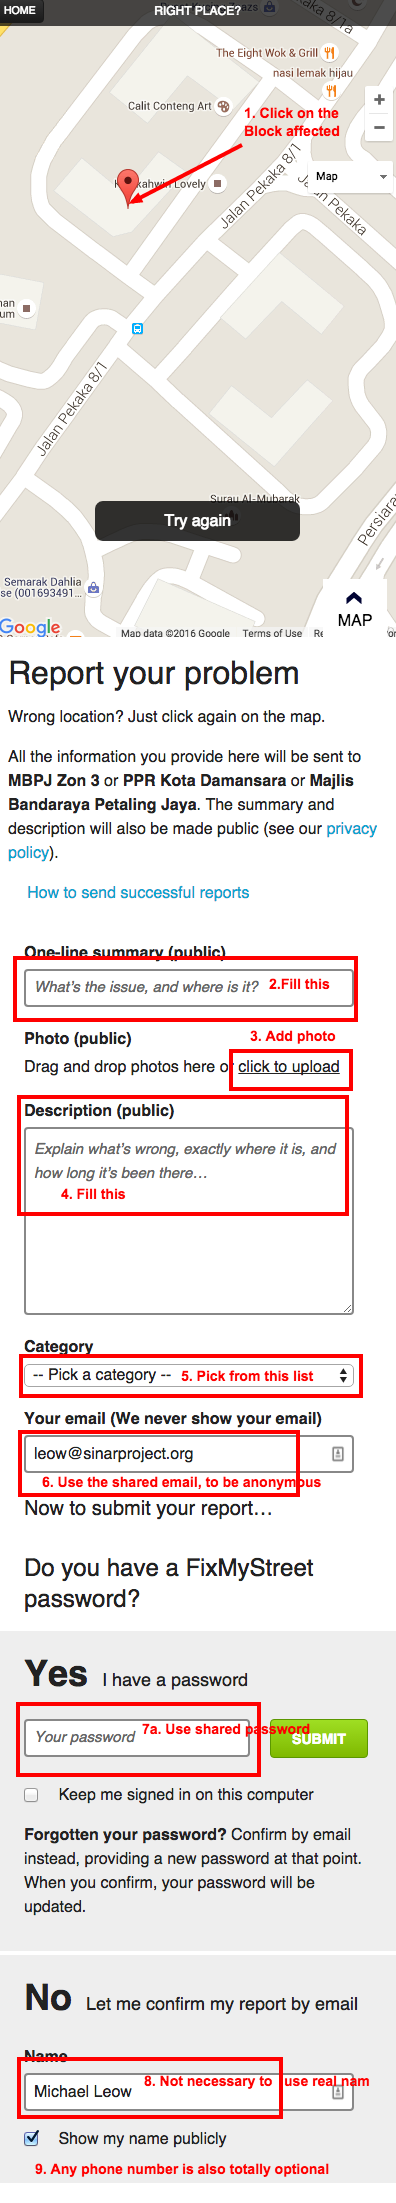 HOME
RIGHT PLACE?
The Eight Wok & Grill
nasi lemak hijau
Calit Conteng Art
1. Click on the
Block affected
Lovely
Jalan Pekaka 8/1
Map
Jalan Pekaka
Jalan Pekaka 8/1
Surau Al-Mubarak
Try again
Persiaran
Semarak Dahlia
se (001693491...
MAP
Google
Map data ©2016 Google
Terms of Use
Report your problem
Wrong location? Just click again on the map.
All the information you provide here will be sent to
MBPJ Zon 3 or PPR Kota Damansara or Majlis
Bandaraya Petaling Jaya. The summary and
description will also be made public (see our privacy
policy).
How to send successful reports
One-line summary (public)
What's the issue, and where is it?
2.Fill this
Photo (public)
3. Add photo
Drag and drop photos here or click to upload
Description (public)
Explain what's wrong, exactly where it is, and
how long it's been there…
4. Fill this
Category
-- Pick a category --
5. Pick from this list
Your email (We never show your email)
leow@sinarproject.org
6. Use the shared email, to be anonymous
Now to submit your report…
Do you have a FixMyStreet
password?
Yes I have a password
Your password
7a. Use shared password
SUBMIT
Keep me signed in on this computer
Forgotten your password? Confirm by email
instead, providing a new password at that point.
When you confirm, your password will be
updated.
No Let me confirm my report by email
Name
Michael Leow
8. Not necessary to use real nam
Show my name publicly
9. Any phone number is also totally optional